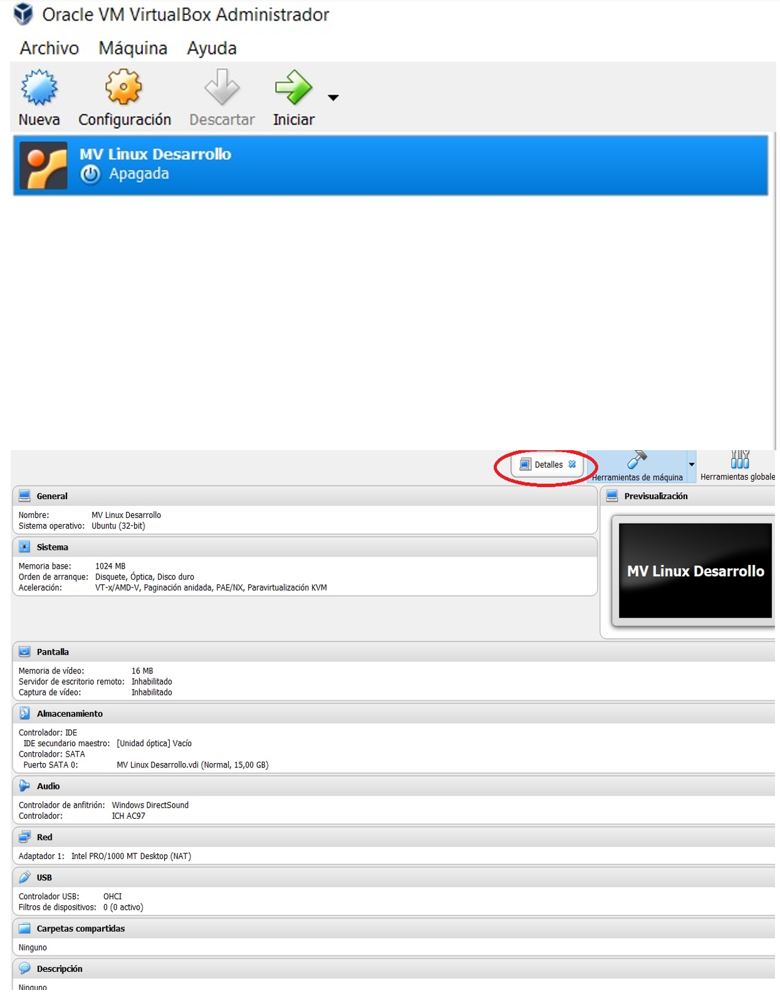 Oracle VM VirtualBox Administrador
Archivo Máquina Ayuda
Nueva Configuración Descartar Iniciar
MV Linux Desarrollo
Apagada
Detalles
Herramientas de máquina Herramientas globale
General
Nombre: MV Linux Desarrollo
Sistema operativo: Ubuntu (32-bit)
Previsualización
MV Linux Desarrollo
Sistema
Memoria base: 1024 MB
Orden de arranque: Disquete, Óptica, Disco duro
Aceleración: VT-x/AMD-V, Paginación anidada, PAE/NX, Paravirtualización KVM
Pantalla
Memoria de vídeo: 16 MB
Servidor de escritorio remoto: Inhabilitado
Captura de vídeo: Inhabilitado
Almacenamiento
Controlador: IDE
IDE secundario maestro: [Unidad óptica] Vacío
Controlador: SATA
Puerto SATA 0: MV Linux Desarrollo.vdi (Normal, 15,00 GB)
Audio
Controlador de anfitrión: Windows DirectSound
Controlador: ICH AC97
Red
Adaptador 1: Intel PRO/1000 MT Desktop (NAT)
USB
Controlador USB: OHCI
Filtros de dispositivos: 0 (0 activo)
Carpetas compartidas
Ninguno
Descripción
Ninguno